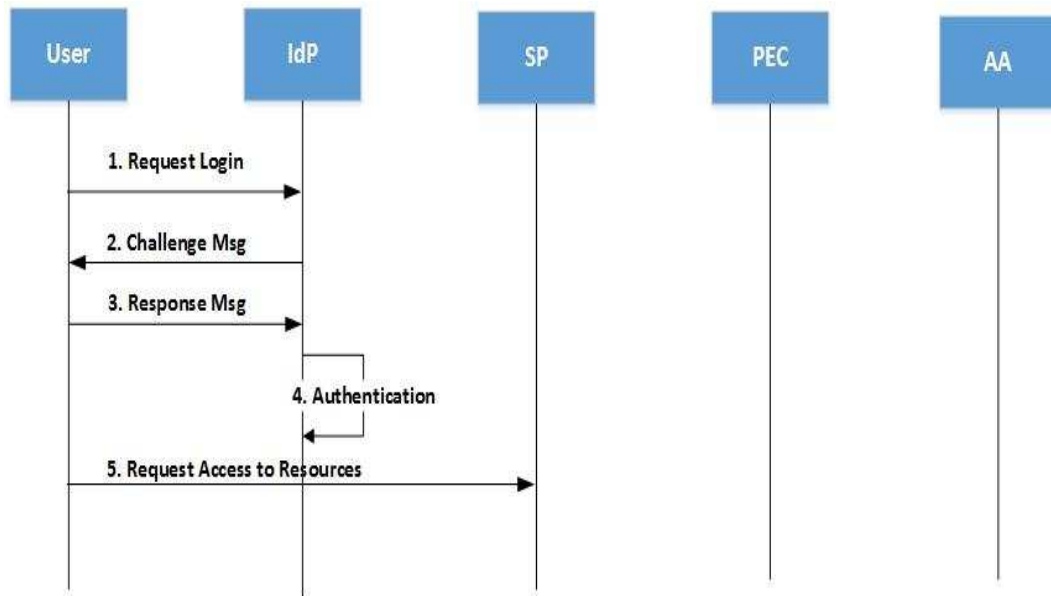 User
IdP
SP
PEC
AA
1. Request Login
2. Challenge Msg
3. Response Msg
4. Authentication
5. Request Access to Resources